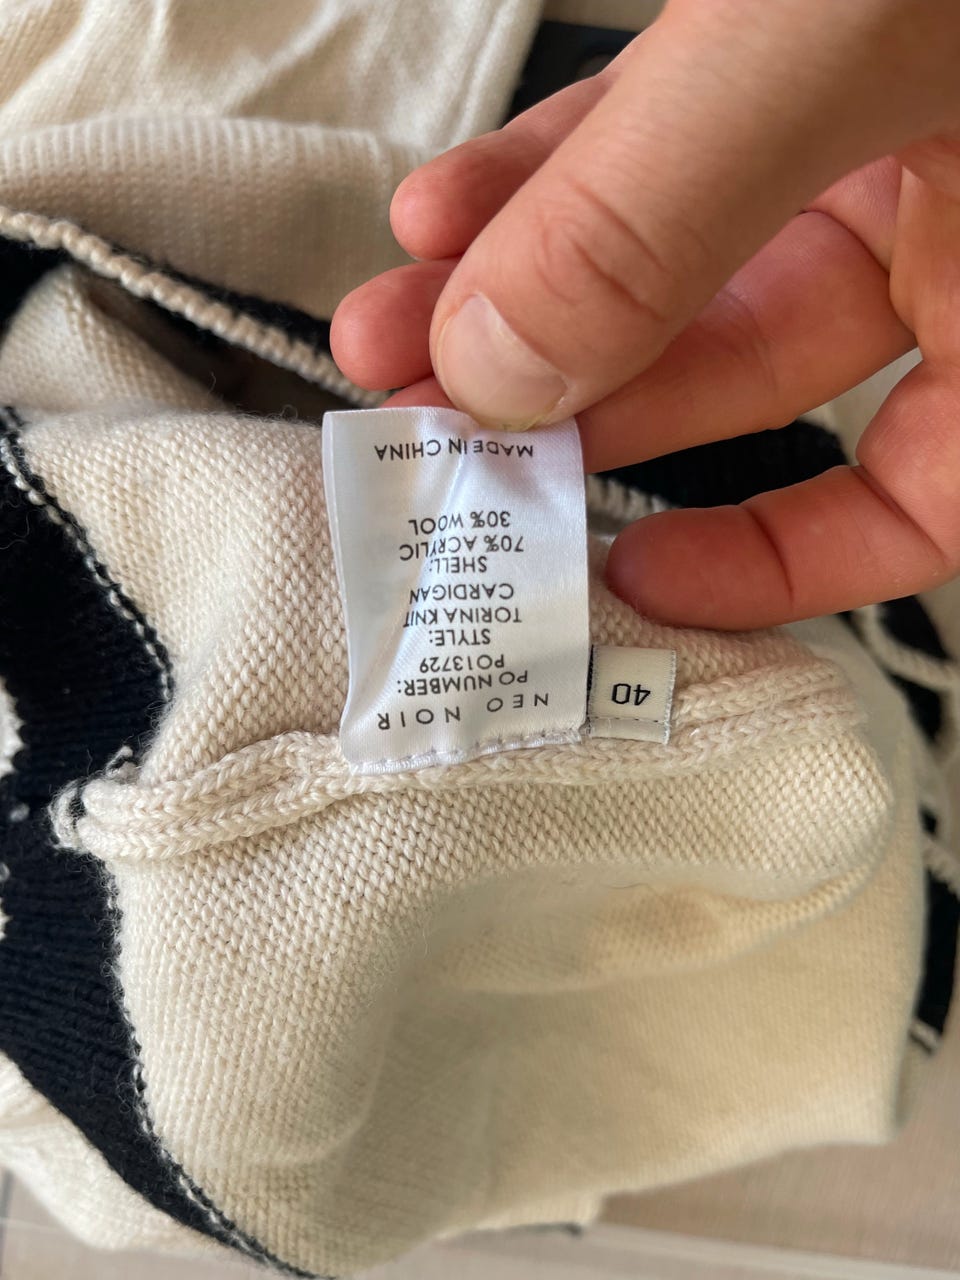 NEO NOIR
PO NUMBER:
PO13729
STYLE:
TORINA KNIT
CARDIGAN
SHELL:
70% ACRYLIC
30% WOOL
MADE IN CHINA
40